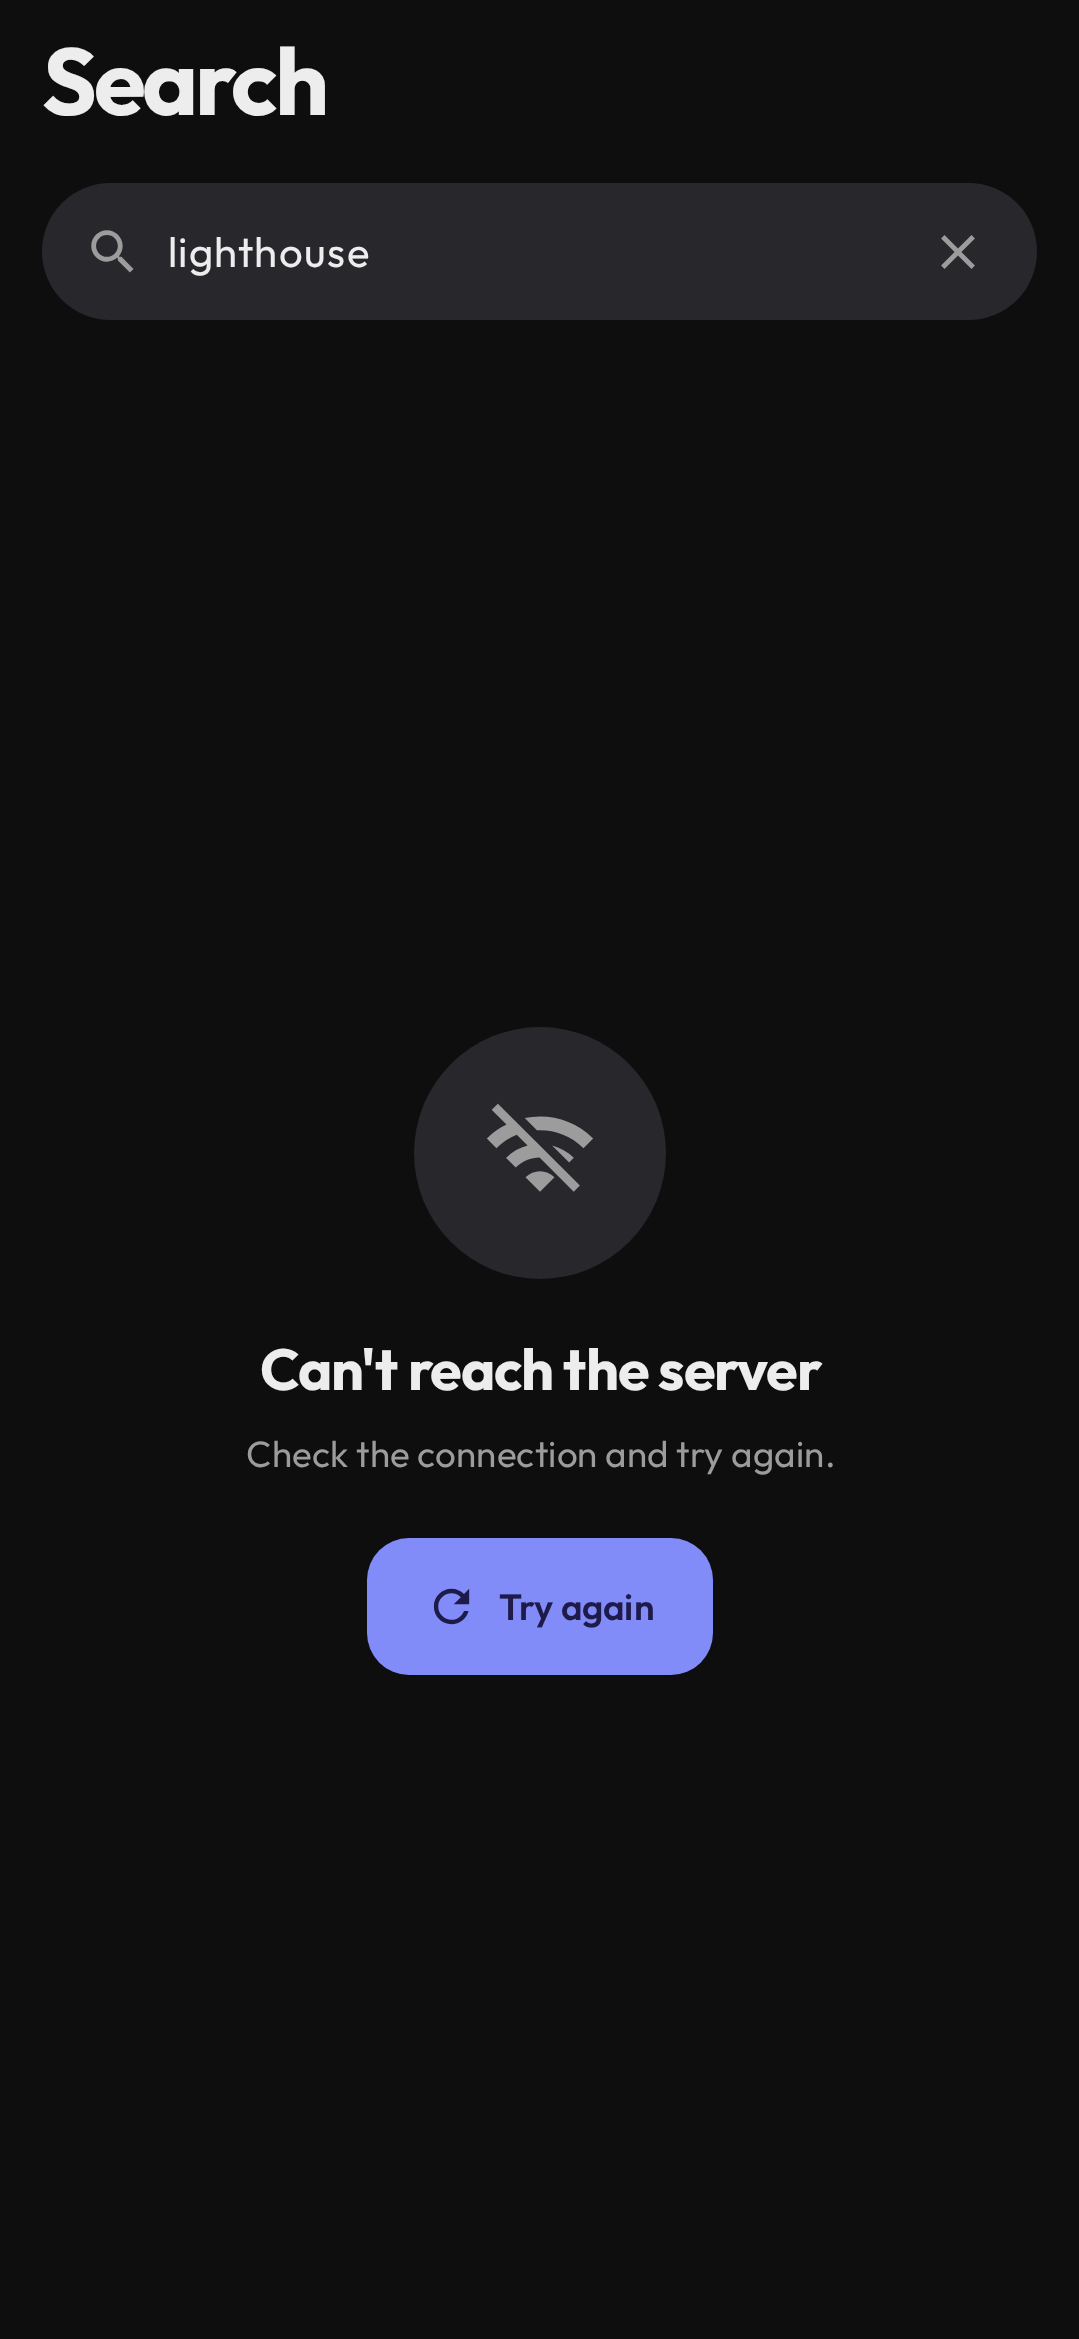 Search
lighthouse
Can't reach the server
Check the connection and try again.
Try again